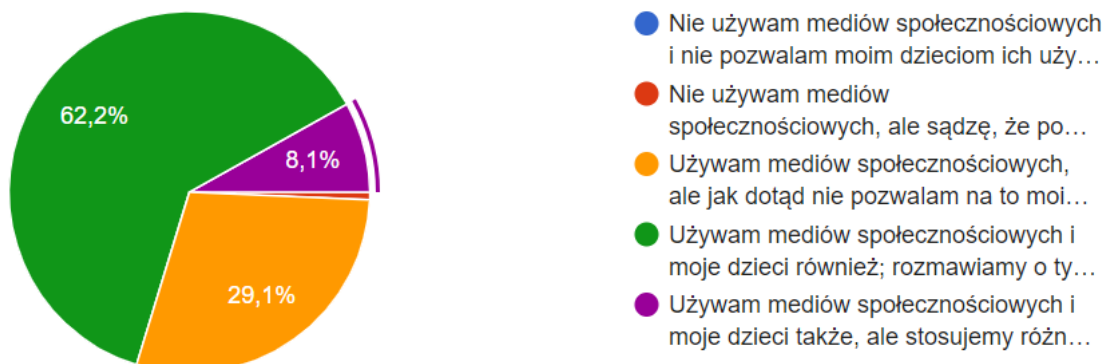 62,2%
8,1%
29,1%
Nie używam mediów społecznościowych
i nie pozwalam moim dzieciom ich uży…
Nie używam mediów
społecznościowych, ale sądzę, że po…
Używam mediów społecznościowych,
ale jak dotąd nie pozwalam na to moi…
Używam mediów społecznościowych i
moje dzieci również; rozmawiamy o ty…
Używam mediów społecznościowych i
moje dzieci także, ale stosujemy różn…